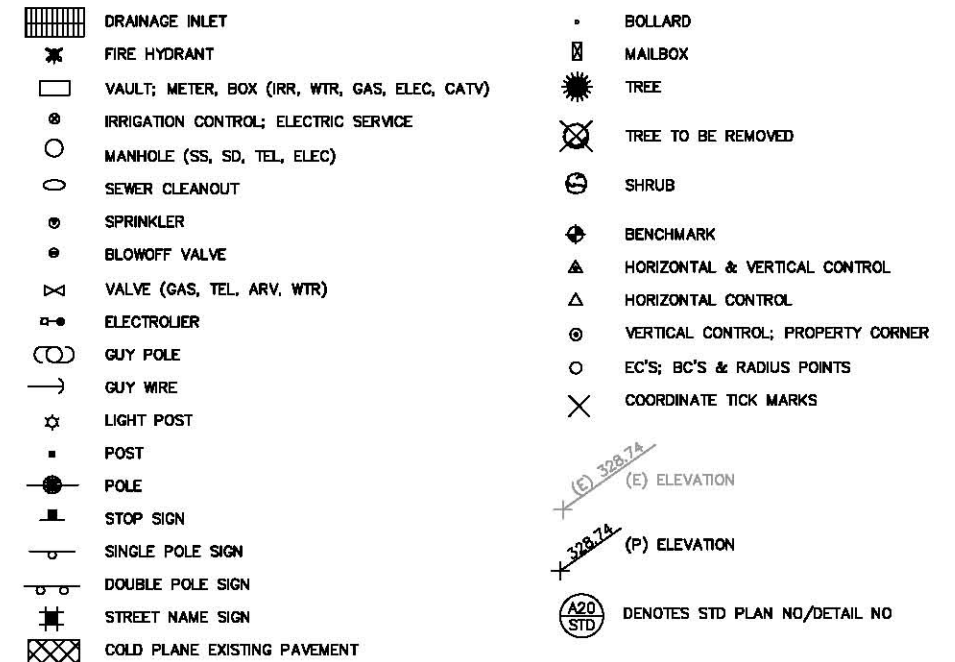 DRAINAGE INLET
FIRE HYDRANT
VAULT; METER, BOX (IRR, WTR, GAS, ELEC, CATV)
IRRIGATION CONTROL; ELECTRIC SERVICE
MANHOLE (SS, SD, TEL, ELEC)
SEWER CLEANOUT
SPRINKLER
BLOWOFF VALVE
VALVE (GAS, TEL, ARV, WTR)
ELECTROLIER
GUY POLE
GUY WIRE
LIGHT POST
POST
POLE
STOP SIGN
SINGLE POLE SIGN
DOUBLE POLE SIGN
STREET NAME SIGN
COLD PLANE EXISTING PAVEMENT
BOLLARD
MAILBOX
TREE
TREE TO BE REMOVED
SHRUB
BENCHMARK
HORIZONTAL & VERTICAL CONTROL
HORIZONTAL CONTROL
VERTICAL CONTROL; PROPERTY CORNER
EC'S; BC'S & RADIUS POINTS
COORDINATE TICK MARKS
(E) 328.74
(E) ELEVATION
328.74
(P) ELEVATION
A20
STD
DENOTES STD PLAN NO/DETAIL NO